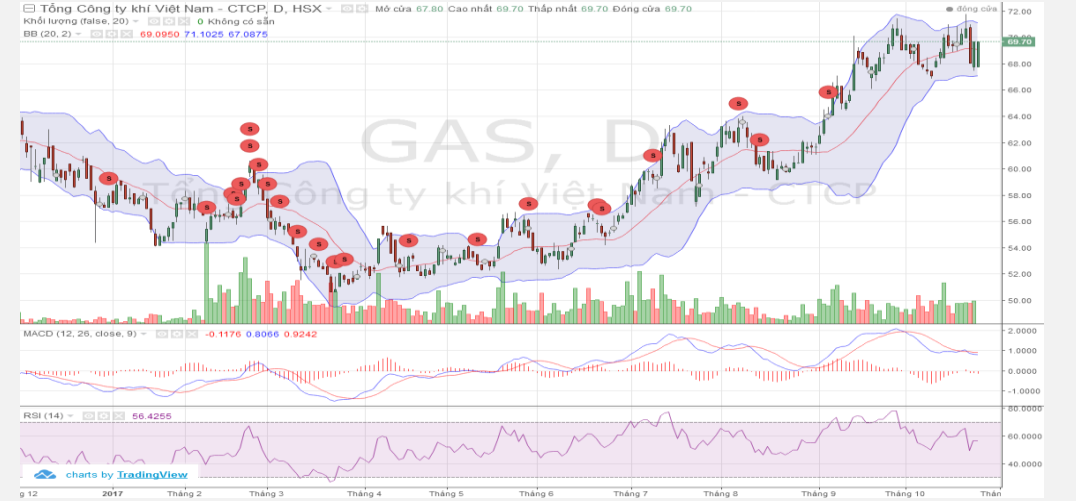 Tổng Công ty khí Việt Nam - CTCP, D, HSX Mở cửa 67.80 Cao nhất 69.70 Thấp nhất 69.70 Đóng cửa 69.70
đóng cửa
Khối lượng (false, 20) 0 Không có sẵn
BB (20, 2) 69.0950 71.1025 67.0875
GAS, D
Tổng Công ty khí Việt Nam - CTCP
72.00
70.00
69.70
68.00
66.00
64.00
62.00
60.00
58.00
56.00
54.00
52.00
50.00
MACD (12, 26, close, 9) -0.1176 0.8066 0.9242
2.0000
1.0000
0.0000
-1.0000
RSI (14) 56.4255
80.0000
60.0000
40.0000
charts by TradingView
g 12 2017 Tháng 2 Tháng 3 Tháng 4 Tháng 5 Tháng 6 Tháng 7 Tháng 8 Tháng 9 Tháng 10 Thán